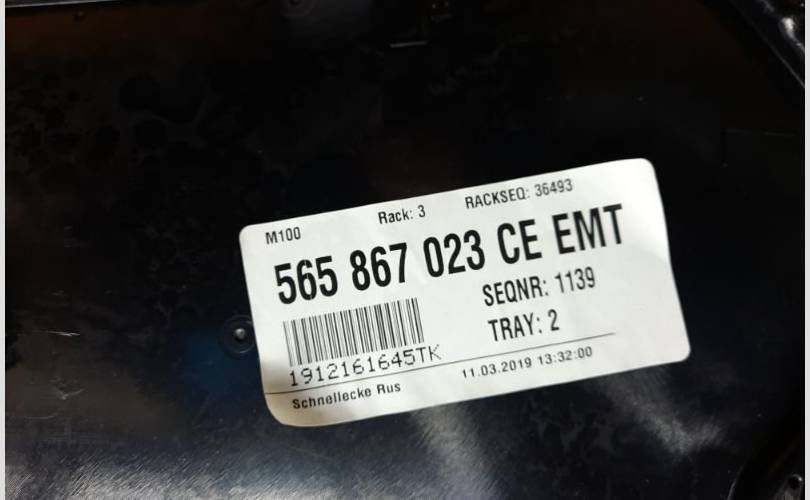 M100 Rack: 3 RACKSEQ: 36493
565 867 023 CE EMT
SEQNR: 1139
1912161645TK TRAY: 2
Schnellecke Rus 11.03.2019 13:32:00